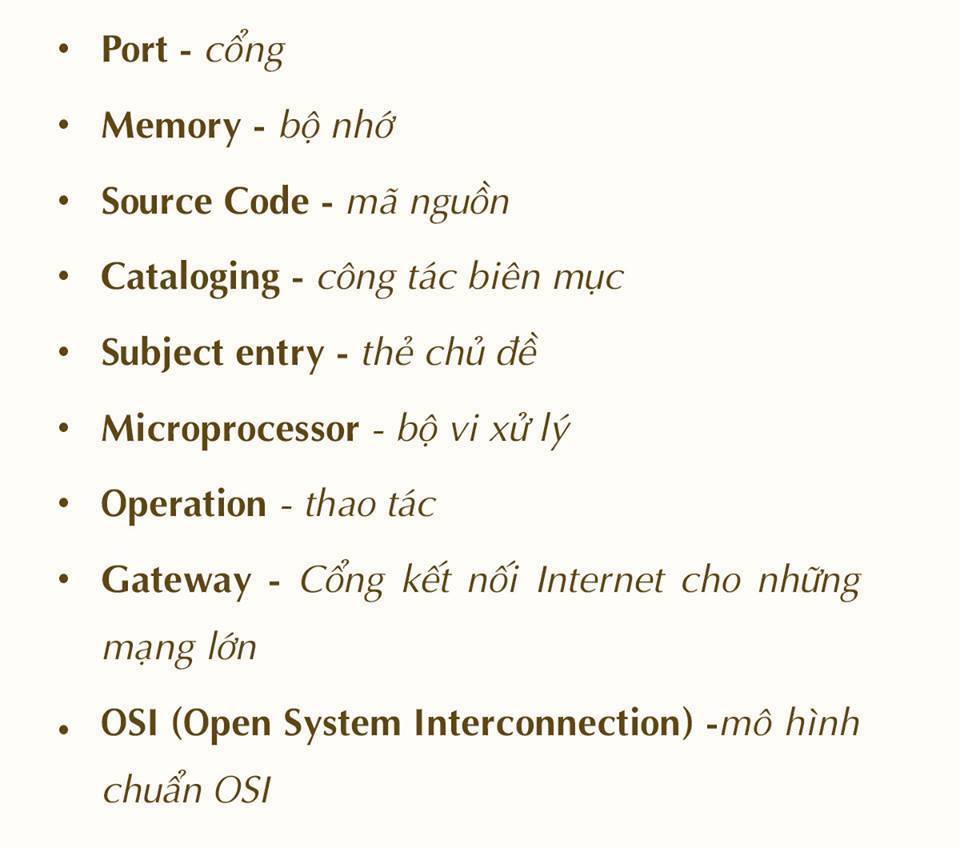 • Port - cổng
• Memory - bộ nhớ
• Source Code - mã nguồn
• Cataloging - công tác biên mục
• Subject entry - thẻ chủ đề
• Microprocessor - bộ vi xử lý
• Operation - thao tác
• Gateway - Cổng kết nối Internet cho những
mạng lớn
• OSI (Open System Interconnection) -mô hình
chuẩn OSI